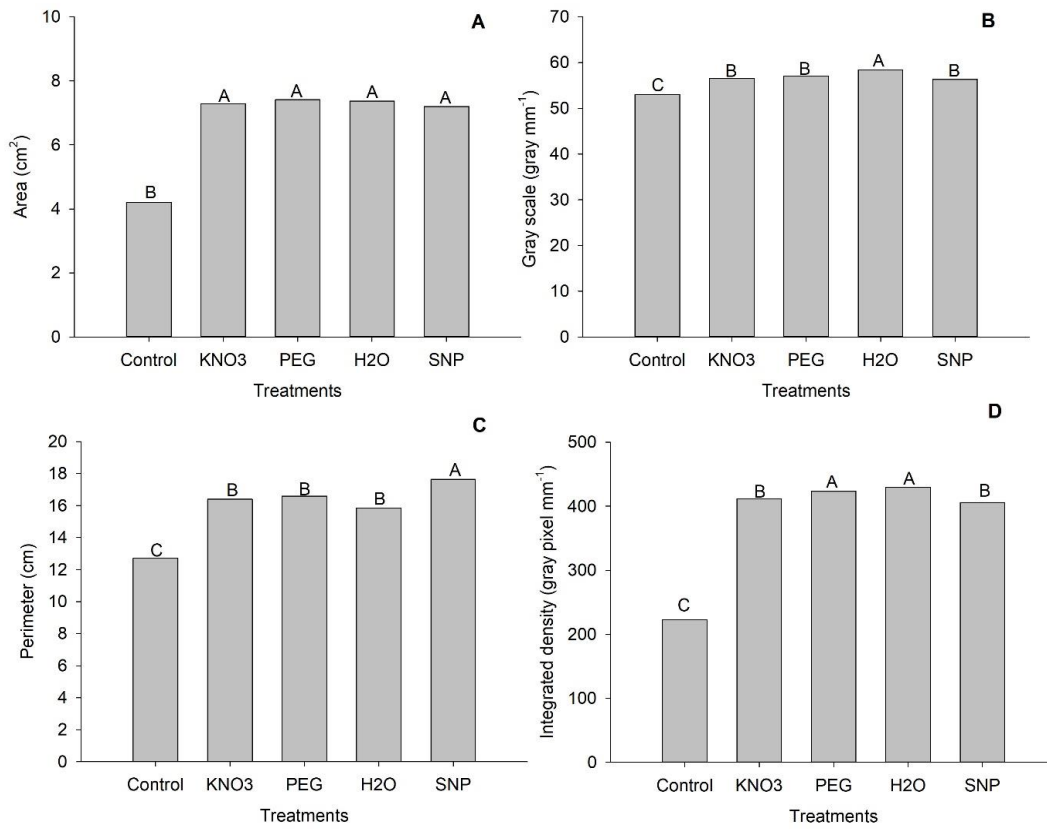 A
10
8
6
4
2
0
Area (cm²)
B
A
A
A
A
Control KNO3 PEG H2O SNP
Treatments
B
70
60
50
40
30
20
10
0
Gray scale (gray mm⁻¹)
C
B
B
A
B
Control KNO3 PEG H2O SNP
Treatments
C
20
18
16
14
12
10
8
6
4
2
0
Perimeter (cm)
C
B
B
B
A
Control KNO3 PEG H2O SNP
Treatments
D
500
400
300
200
100
0
Integrated density (gray pixel mm⁻¹)
C
B
A
A
B
Control KNO3 PEG H2O SNP
Treatments